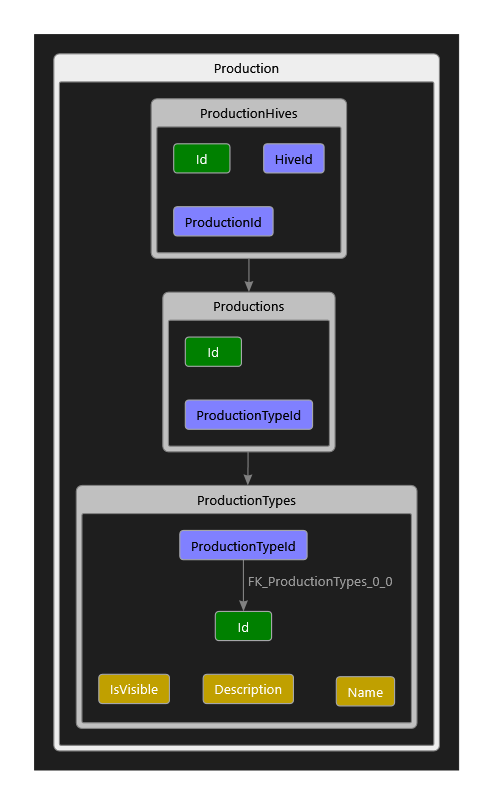 Production
ProductionHives
Id
HiveId
ProductionId
Productions
Id
ProductionTypeId
ProductionTypes
ProductionTypeId
FK_ProductionTypes_0_0
Id
IsVisible
Description
Name